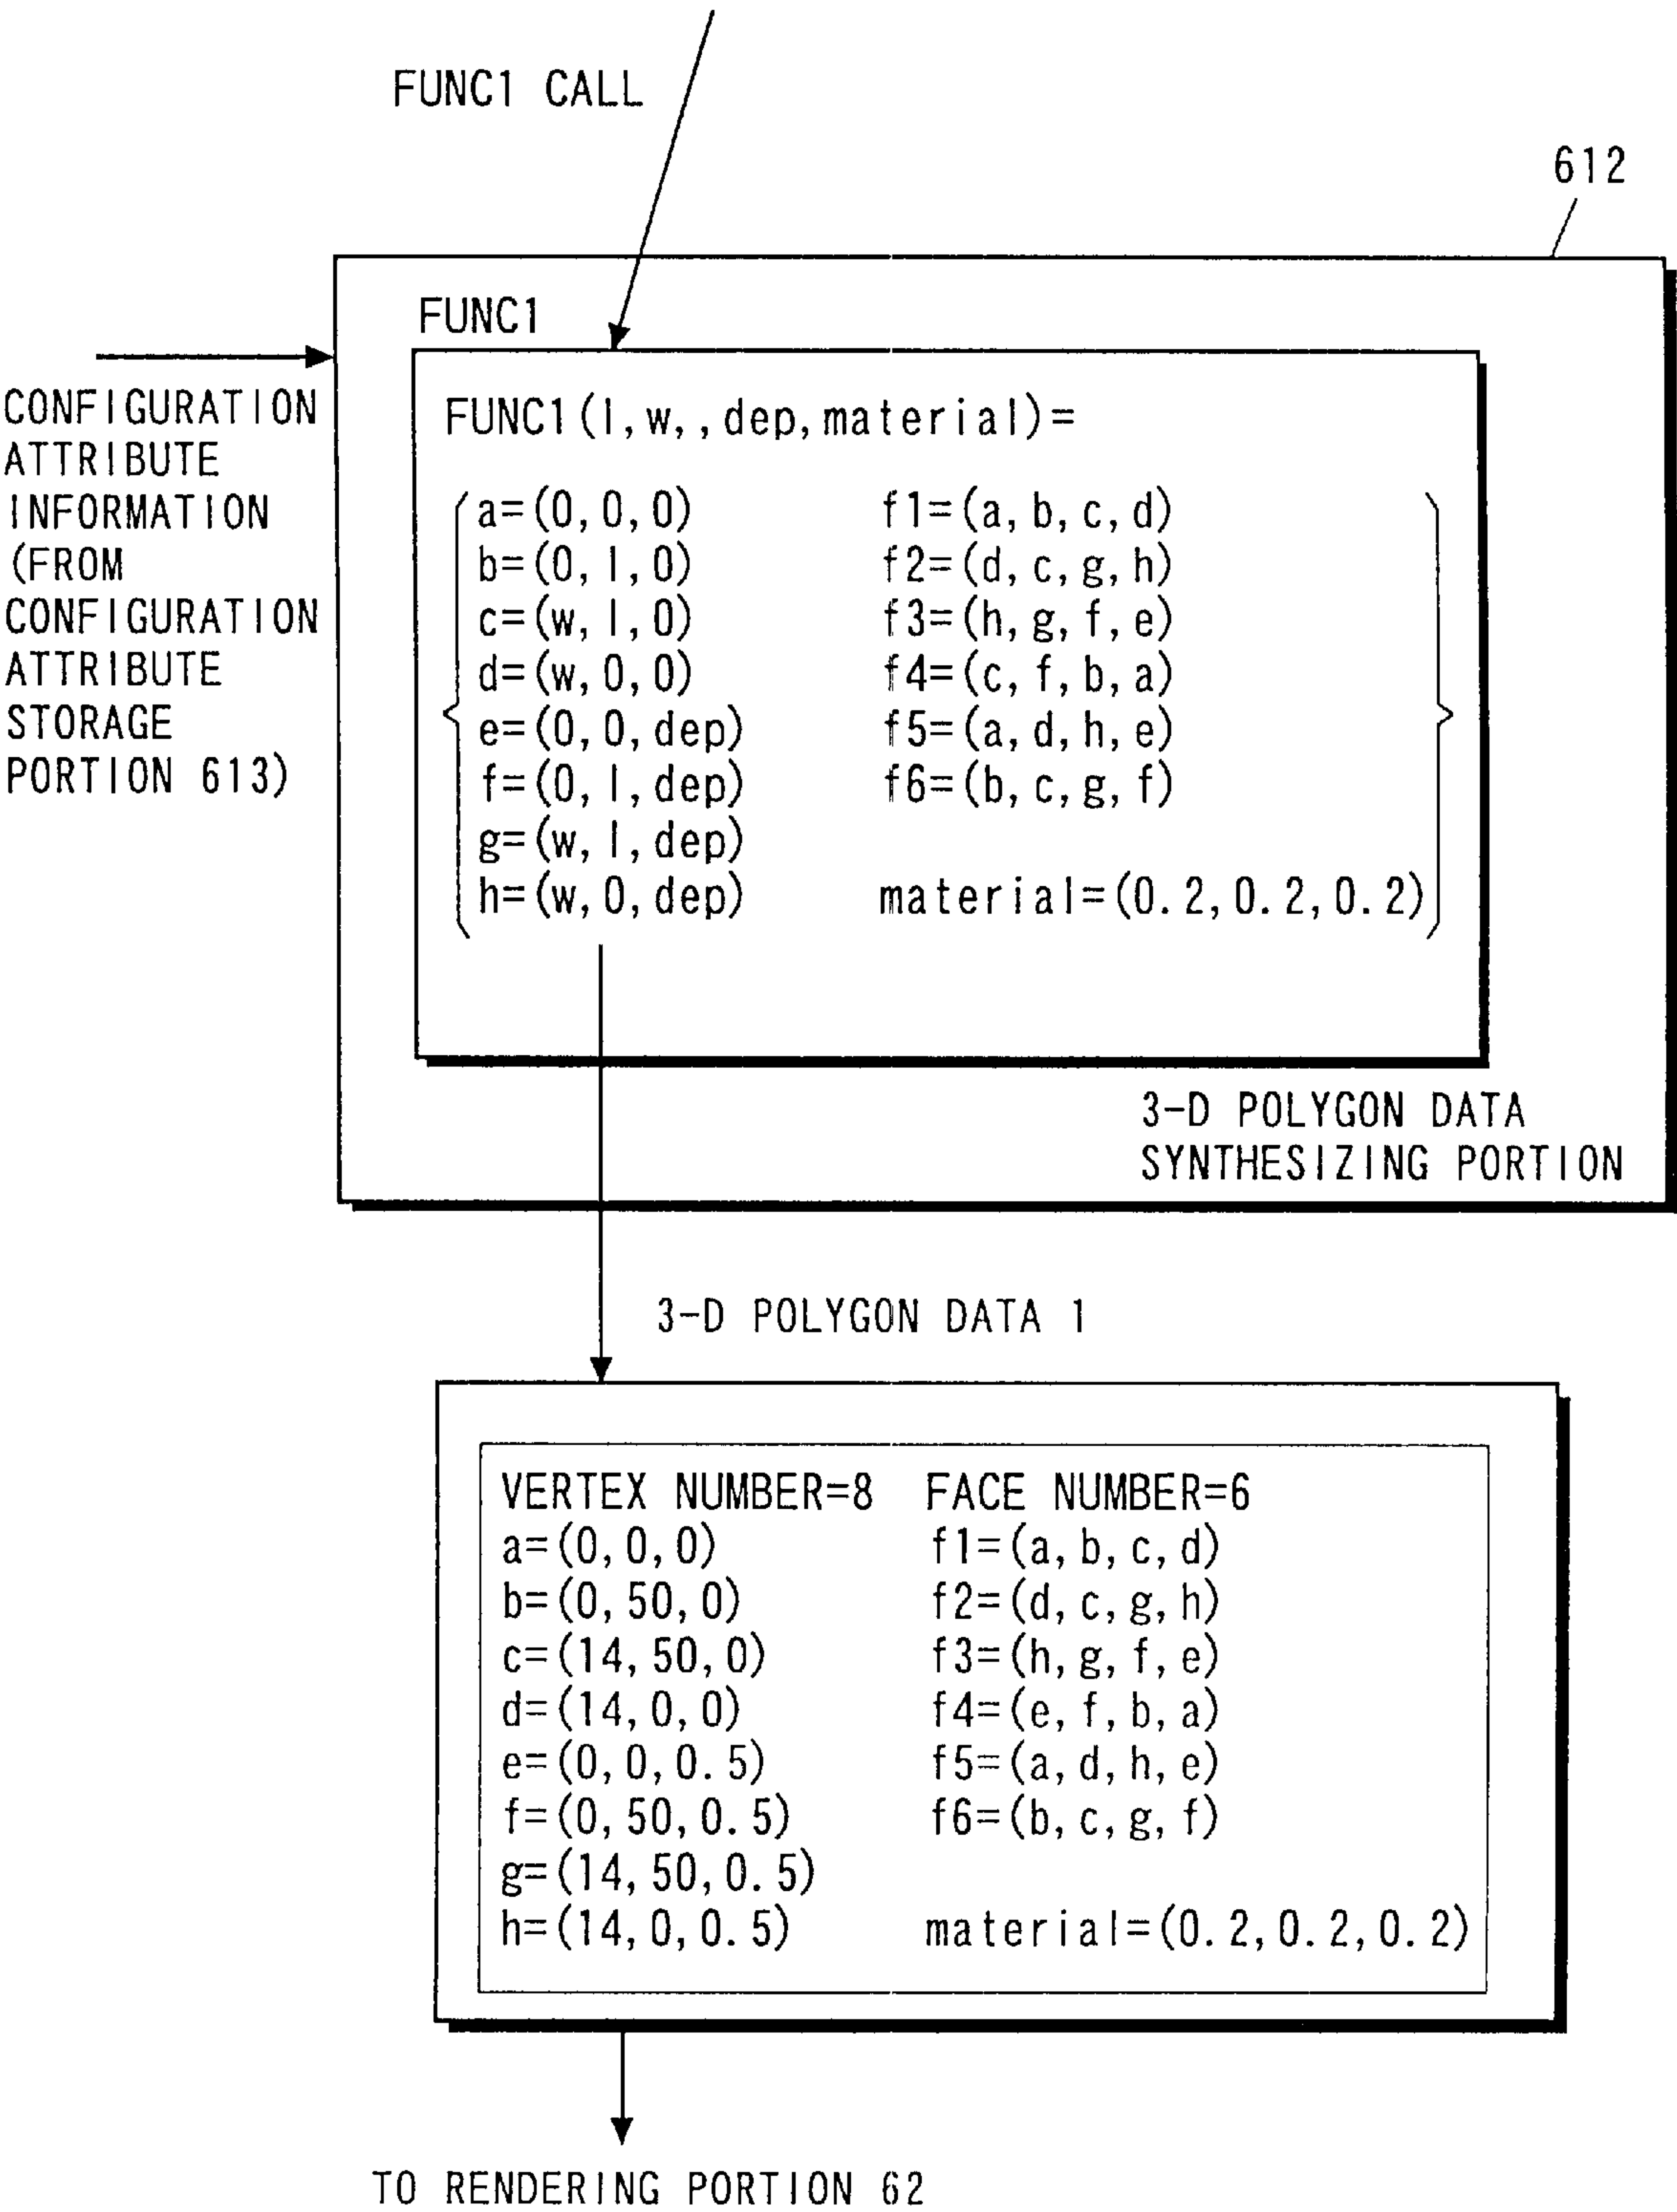 FUNC1 CALL
612
FUNC1
CONFIGURATION
ATTRIBUTE
INFORMATION
(FROM
CONFIGURATION
ATTRIBUTE
STORAGE
PORTION 613)
FUNC1(l,w,,dep,material)=
a=(0,0,0)
b=(0,l,0)
c=(w,l,0)
d=(w,0,0)
e=(0,0,dep)
f=(0,l,dep)
g=(w,l,dep)
h=(w,0,dep)
f1=(a,b,c,d)
f2=(d,c,g,h)
f3=(h,g,f,e)
f4=(c,f,b,a)
f5=(a,d,h,e)
f6=(b,c,g,f)
material=(0.2,0.2,0.2)
3-D POLYGON DATA
SYNTHESIZING PORTION
3-D POLYGON DATA 1
VERTEX NUMBER=8
a=(0,0,0)
b=(0,50,0)
c=(14,50,0)
d=(14,0,0)
e=(0,0,0.5)
f=(0,50,0.5)
g=(14,50,0.5)
h=(14,0,0.5)
FACE NUMBER=6
f1=(a,b,c,d)
f2=(d,c,g,h)
f3=(h,g,f,e)
f4=(e,f,b,a)
f5=(a,d,h,e)
f6=(b,c,g,f)
material=(0.2,0.2,0.2)
TO RENDERING PORTION 62